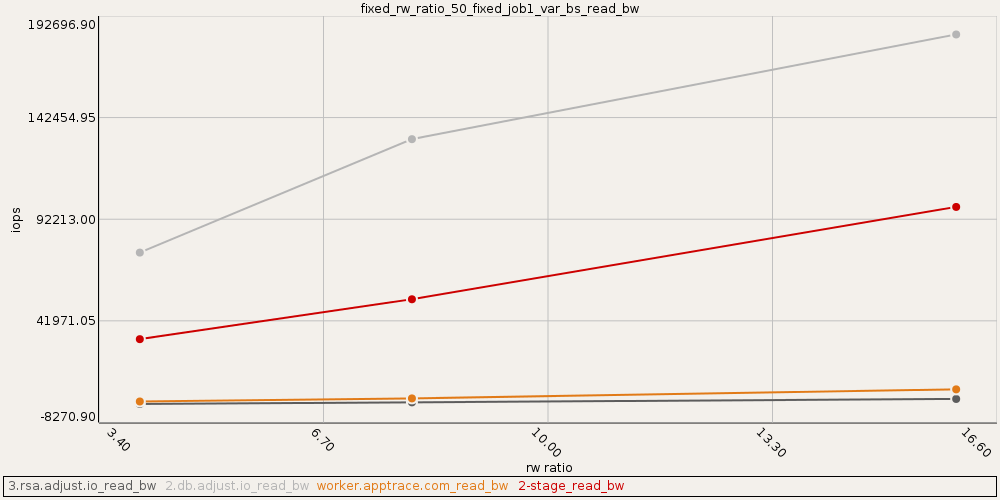 fixed_rw_ratio_50_fixed_job1_var_bs_read_bw
192696.90
142454.95
92213.00
41971.05
-8270.90
iops
3.40 6.70 10.00 13.30 16.60
rw ratio
3.rsa.adjust.io_read_bw 2.db.adjust.io_read_bw worker.apptrace.com_read_bw 2-stage_read_bw